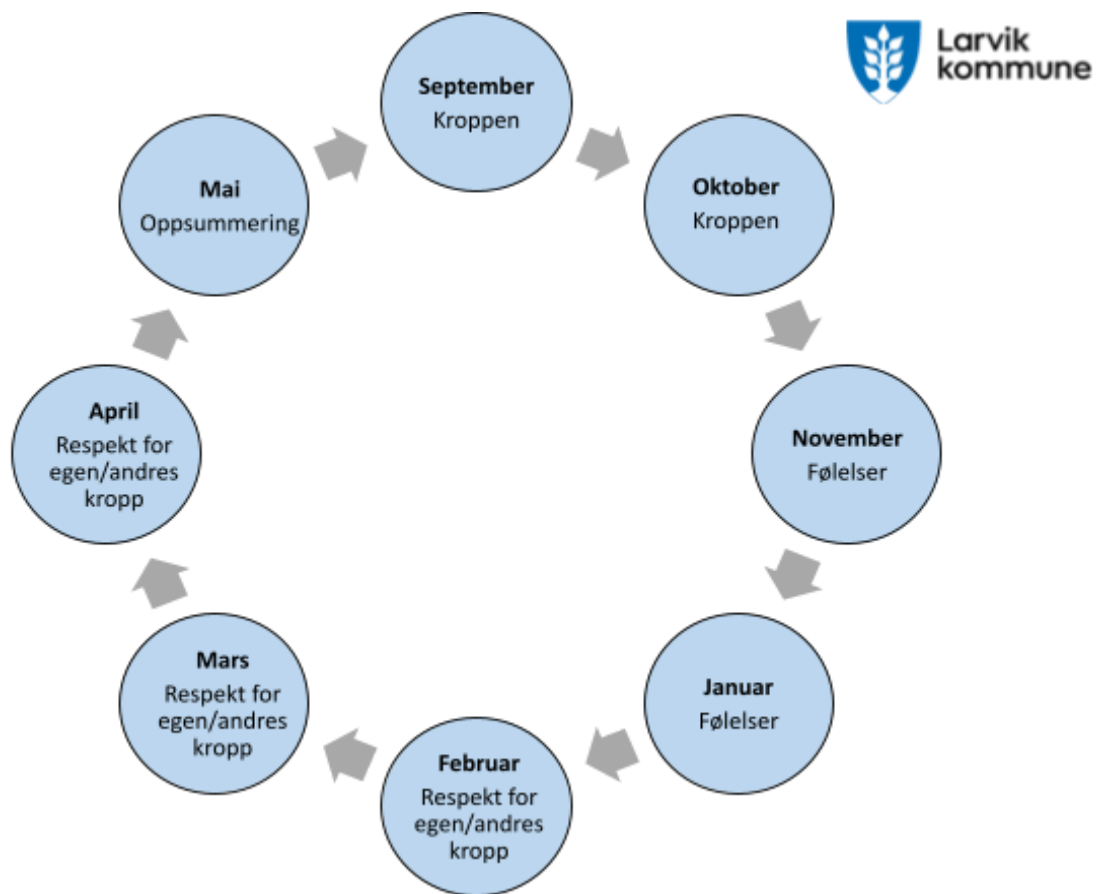 Larvik
kommune
September
Kroppen
Oktober
Kroppen
November
Følelser
Januar
Følelser
Februar
Respekt for
egen/andres
kropp
Mars
Respekt for
egen/andres
kropp
April
Respekt for
egen/andres
kropp
Mai
Oppsummering